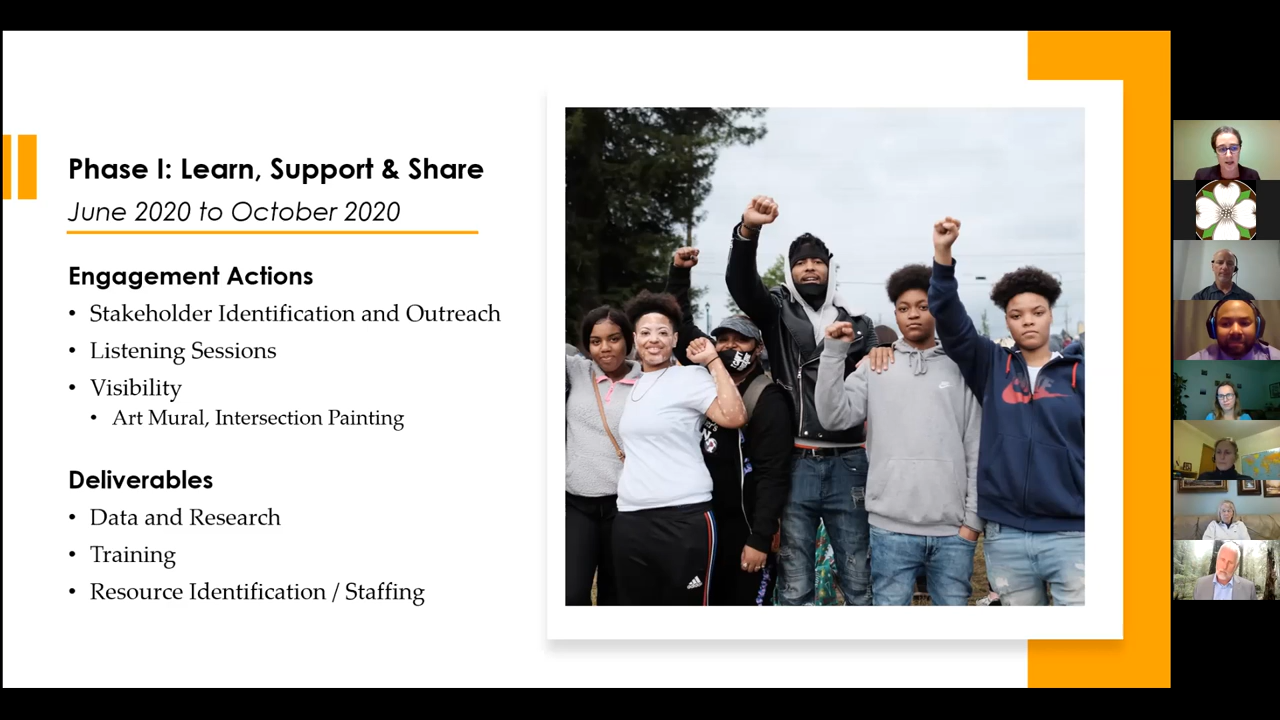 Phase I: Learn, Support & Share
June 2020 to October 2020
Engagement Actions
• Stakeholder Identification and Outreach
• Listening Sessions
• Visibility
• Art Mural, Intersection Painting
Deliverables
• Data and Research
• Training
• Resource Identification / Staffing